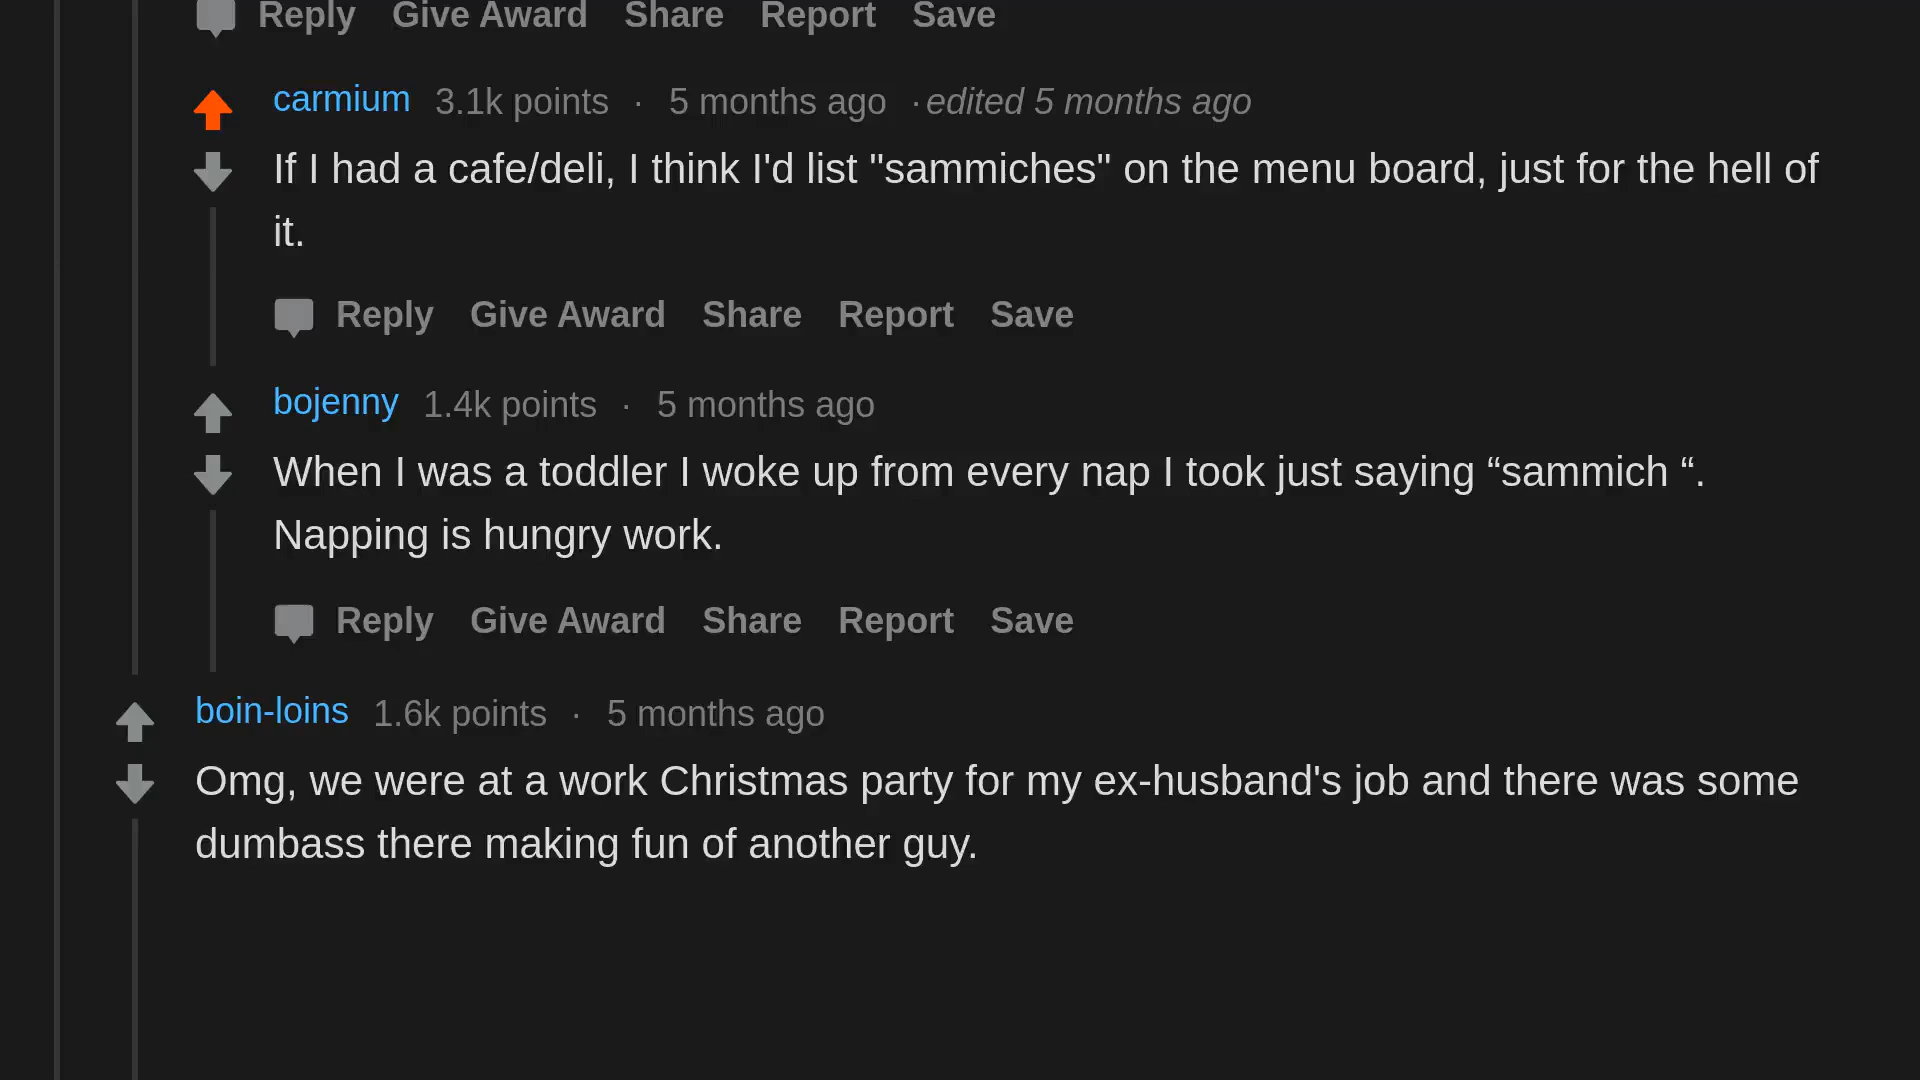 Reply Give Award Share Report Save
carmium 3.1k points · 5 months ago · edited 5 months ago
If I had a cafe/deli, I think I'd list "sammiches" on the menu board, just for the hell of
it.
Reply Give Award Share Report Save
bojenny 1.4k points · 5 months ago
When I was a toddler I woke up from every nap I took just saying “sammich “.
Napping is hungry work.
Reply Give Award Share Report Save
boin-loins 1.6k points · 5 months ago
Omg, we were at a work Christmas party for my ex-husband's job and there was some
dumbass there making fun of another guy.